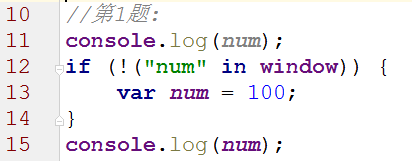 10 //第1题:
11 console.log(num);
12 if (!("num" in window)) {
13     var num = 100;
14 }
15 console.log(num);